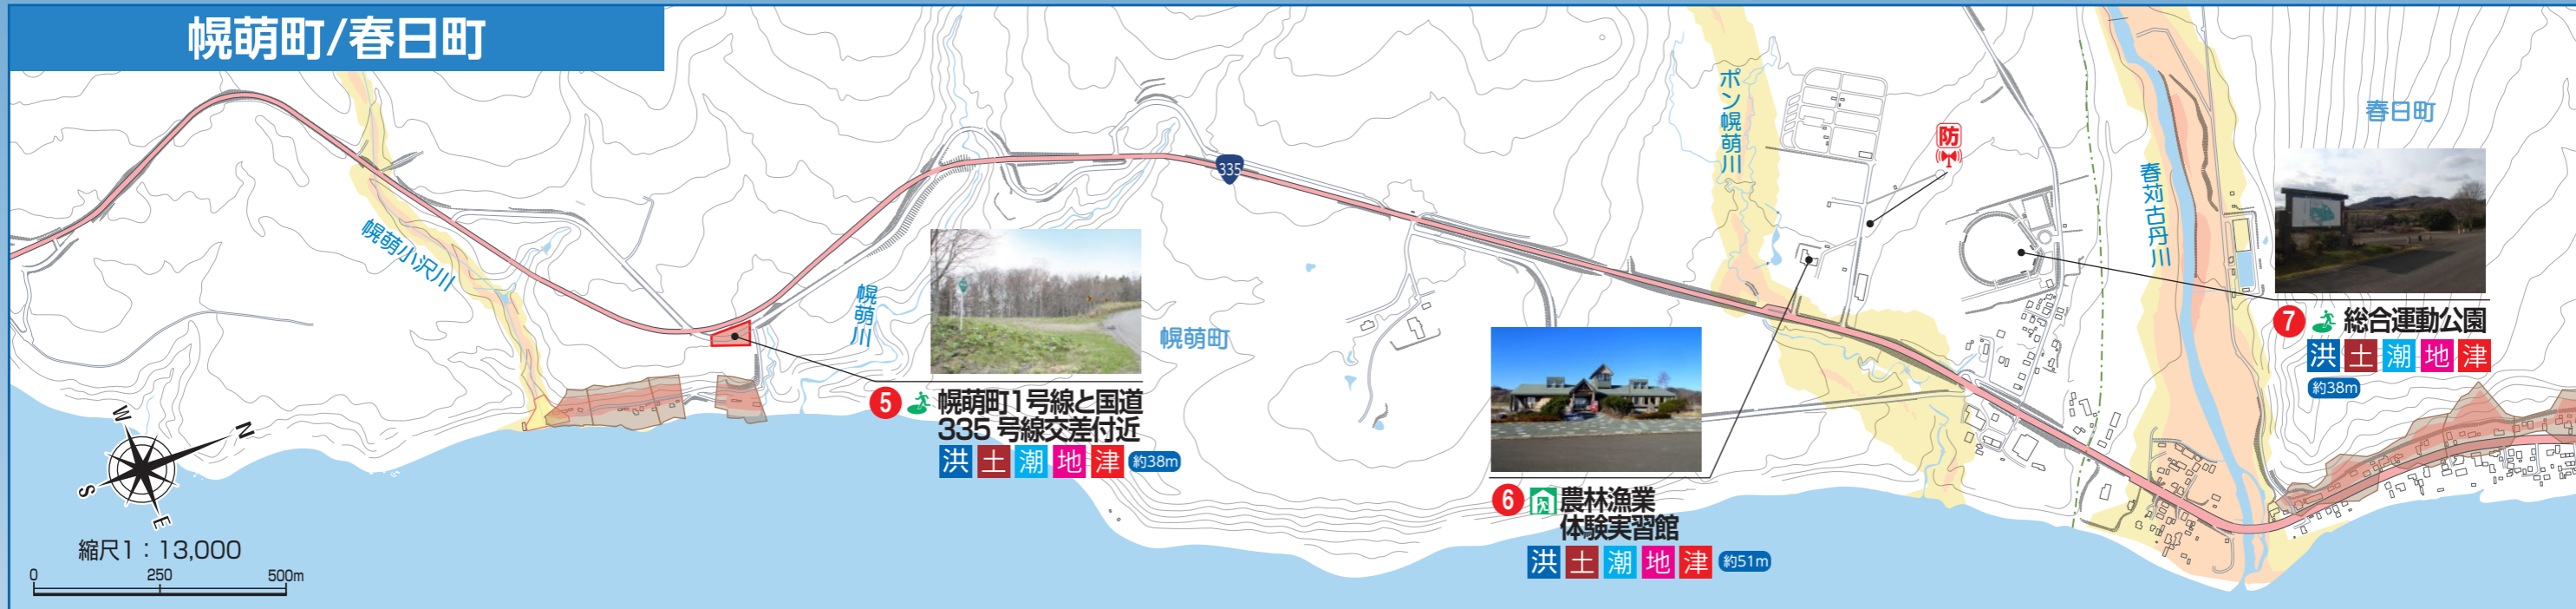 幌萌町/春日町
ポン幌萌川
防
春日町
335
春苅古丹川
幌萌小沢川
幌萌川
幌萌町
5 幌萌町1号線と国道
335 号線交差付近
洪 土 潮 地 津 約38m
6 農林漁業
体験実習館
洪 土 潮 地 津 約51m
7 総合運動公園
洪 土 潮 地 津
約38m
W
N
S
E
縮尺1：13,000
0 250 500m